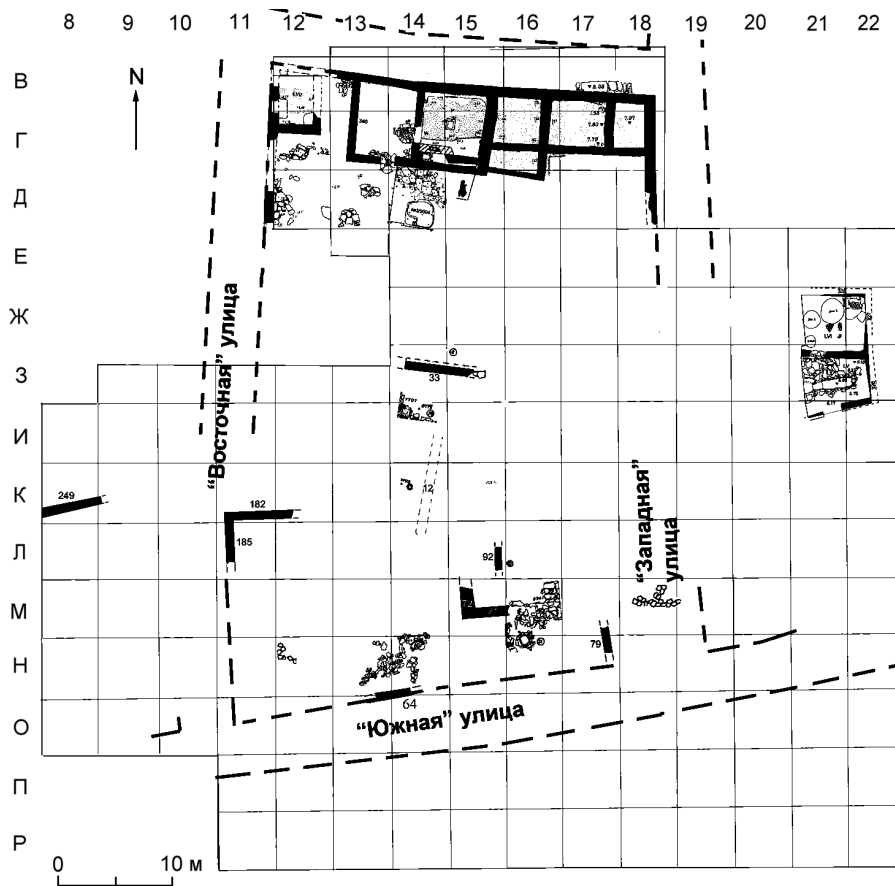 8 9 10 11 12 13 14 15 16 17 18 19 20 21 22
N
В
Г
Д
Е
Ж
З
И
К
Л
М
Н
О
П
Р
"Восточная" улица
"Западная"
улица
"Южная" улица
33
12
249
182
185
92
79
64
0 10 м